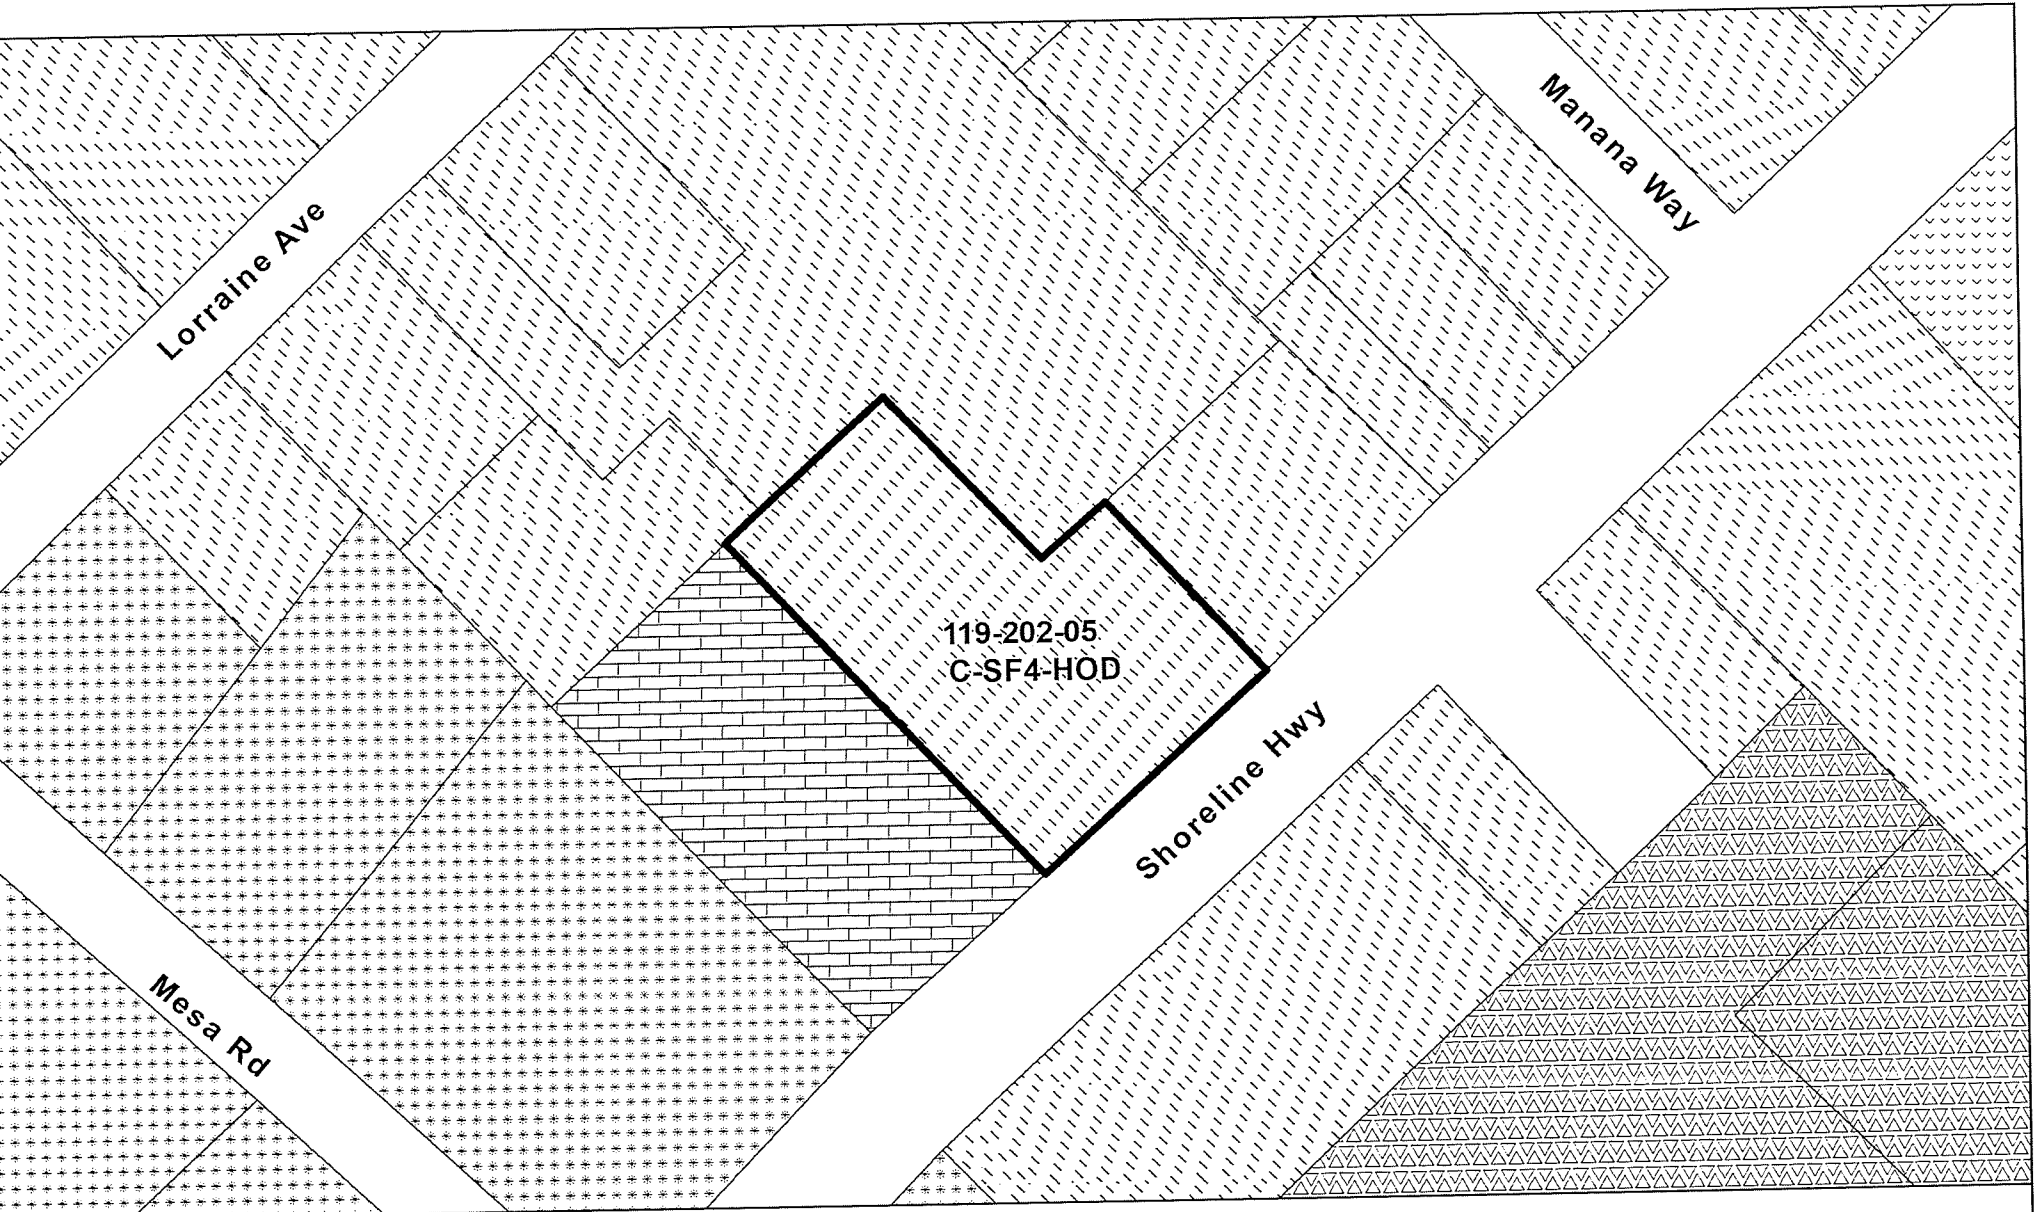 Manana Way
Lorraine Ave
119-202-05
C-SF4-HOD
Shoreline Hwy
Mesa Rd